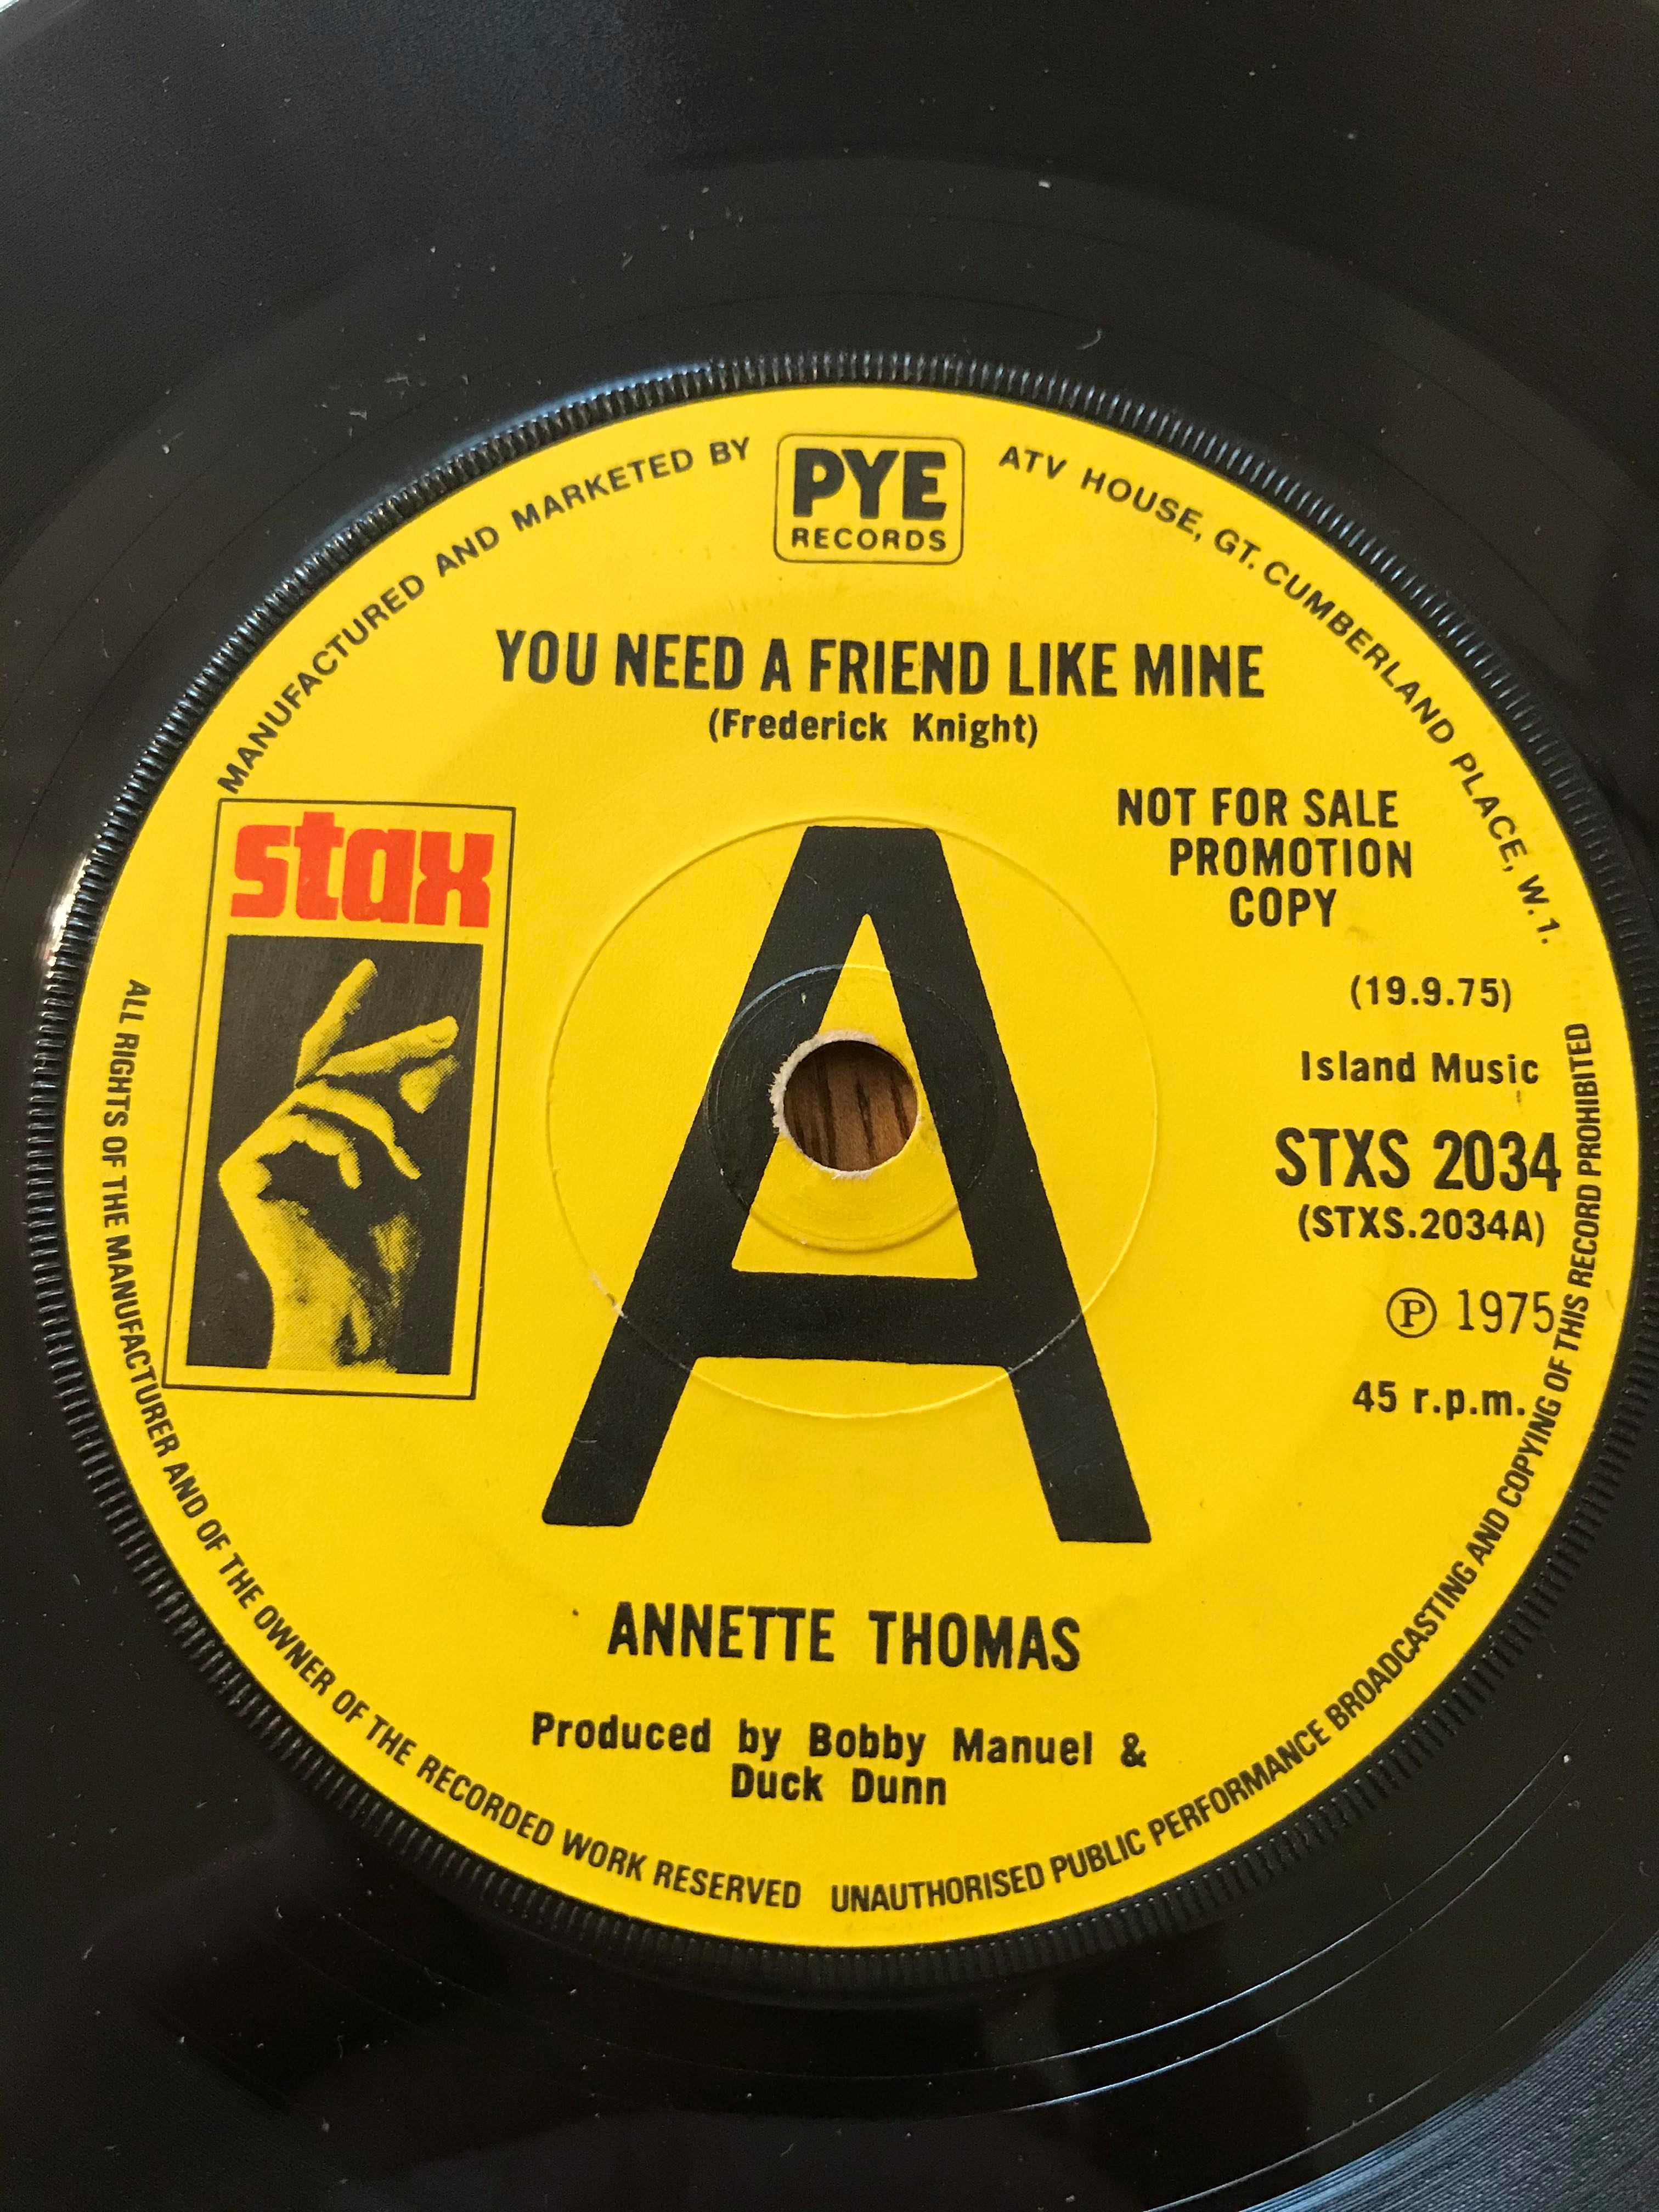 MANUFACTURED AND MARKETED BY
PYE
RECORDS
ATV HOUSE, GT. CUMBERLAND PLACE, W.1.
YOU NEED A FRIEND LIKE MINE
(Frederick Knight)
stax
NOT FOR SALE
PROMOTION
COPY
(19.9.75)
Island Music
STXS 2034
(STXS.2034A)
Ⓟ 1975
45 r.p.m.
A
ANNETTE THOMAS
Produced by Bobby Manuel &
Duck Dunn
ALL RIGHTS OF THE MANUFACTURER AND OF THE OWNER OF THE RECORDED WORK RESERVED
UNAUTHORISED PUBLIC PERFORMANCE BROADCASTING AND COPYING OF THIS RECORD PROHIBITED